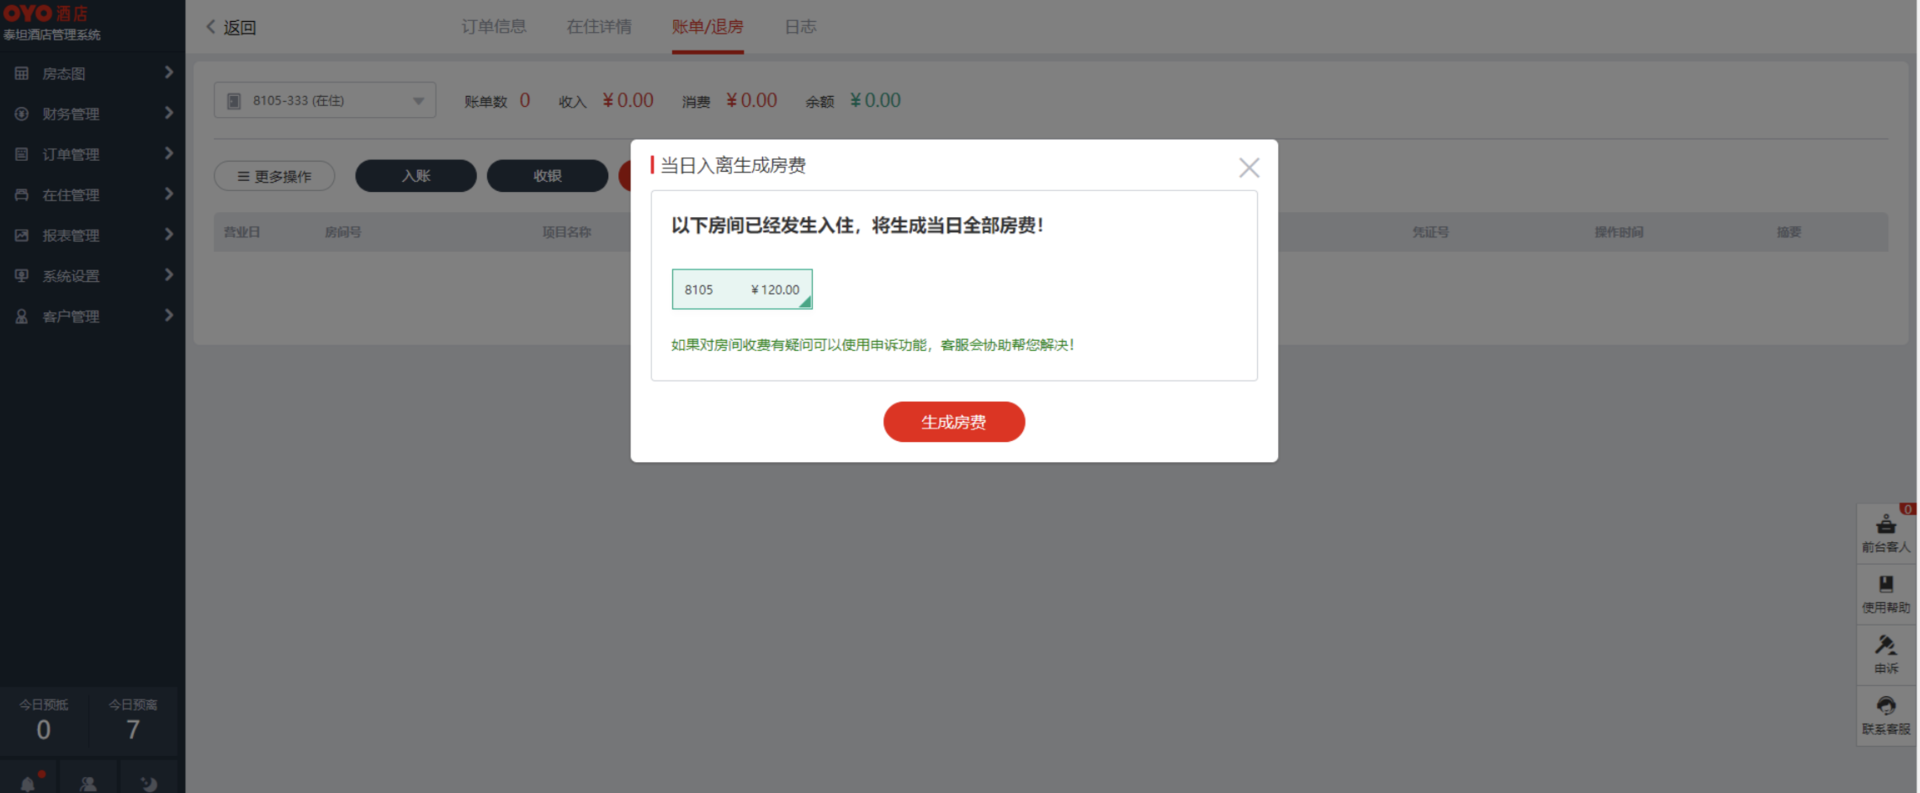 OYO 酒店
泰坦酒店管理系统
返回
订单信息
在住详情
账单/退房
日志
房态图
财务管理
订单管理
在住管理
报表管理
系统设置
客户管理
8105-333 (在住)
账单数 0
收入 ¥0.00
消费 ¥0.00
余额 ¥0.00
更多操作
入账
收银
营业日
房间号
项目名称
凭证号
操作时间
摘要
当日入离生成房费
以下房间已经发生入住，将生成当日全部房费！
8105 ¥120.00
如果对房间收费有疑问可以使用申诉功能，客服会协助帮您解决！
生成房费
0
前台客人
使用帮助
申诉
联系客服
今日预抵
0
今日预离
7